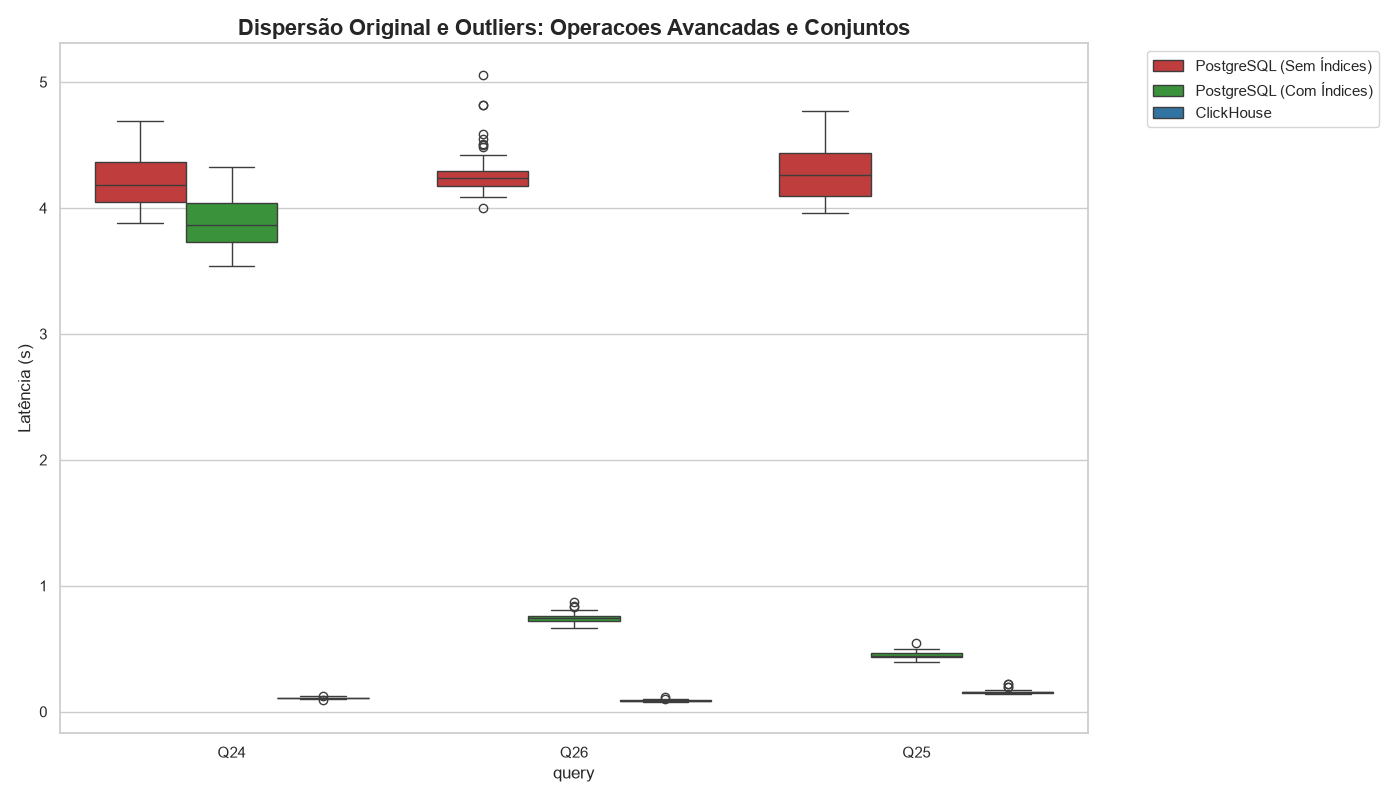 Dispersão Original e Outliers: Operacoes Avancadas e Conjuntos
PostgreSQL (Sem Índices)
PostgreSQL (Com Índices)
ClickHouse
Latência (s)
5
4
3
2
1
0
Q24
Q26
Q25
query